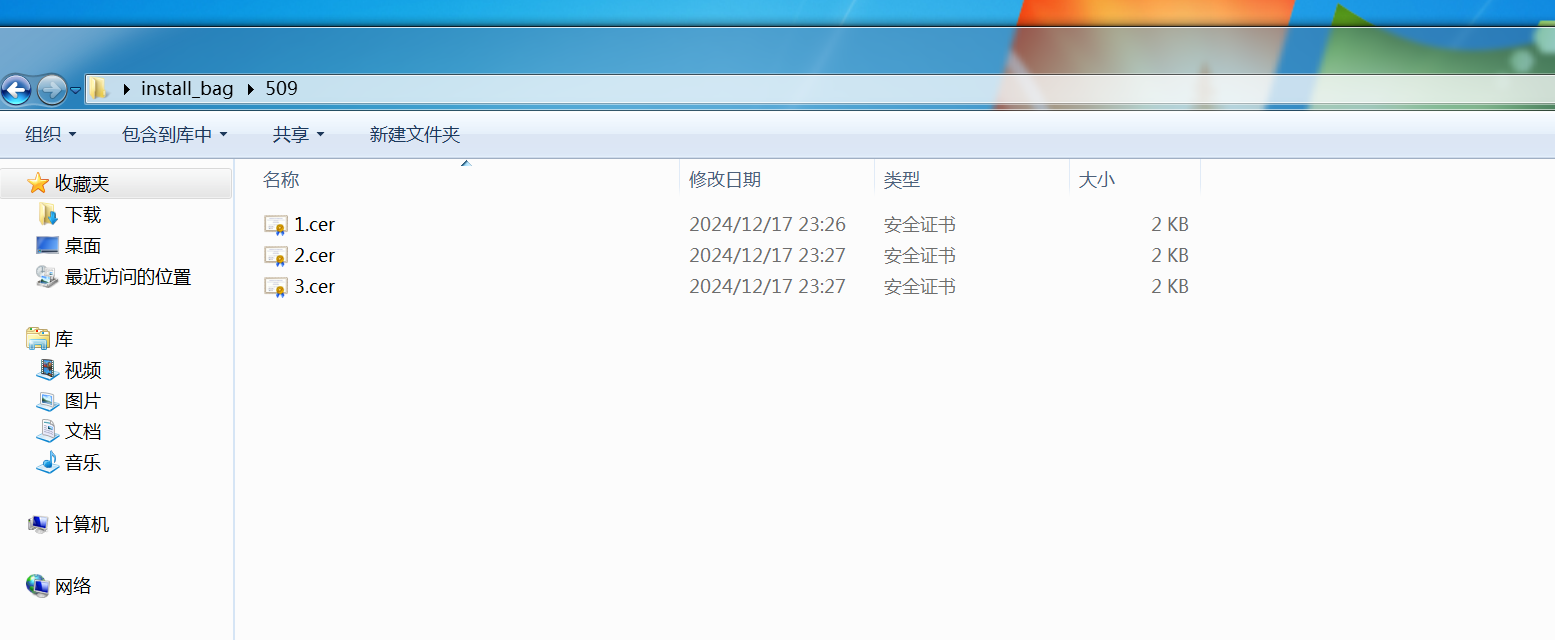 install_bag 509
组织 包含到库中 共享 新建文件夹
收藏夹
下载
桌面
最近访问的位置
库
视频
图片
文档
音乐
计算机
网络
名称 修改日期 类型 大小
1.cer 2024/12/17 23:26 安全证书 2 KB
2.cer 2024/12/17 23:27 安全证书 2 KB
3.cer 2024/12/17 23:27 安全证书 2 KB